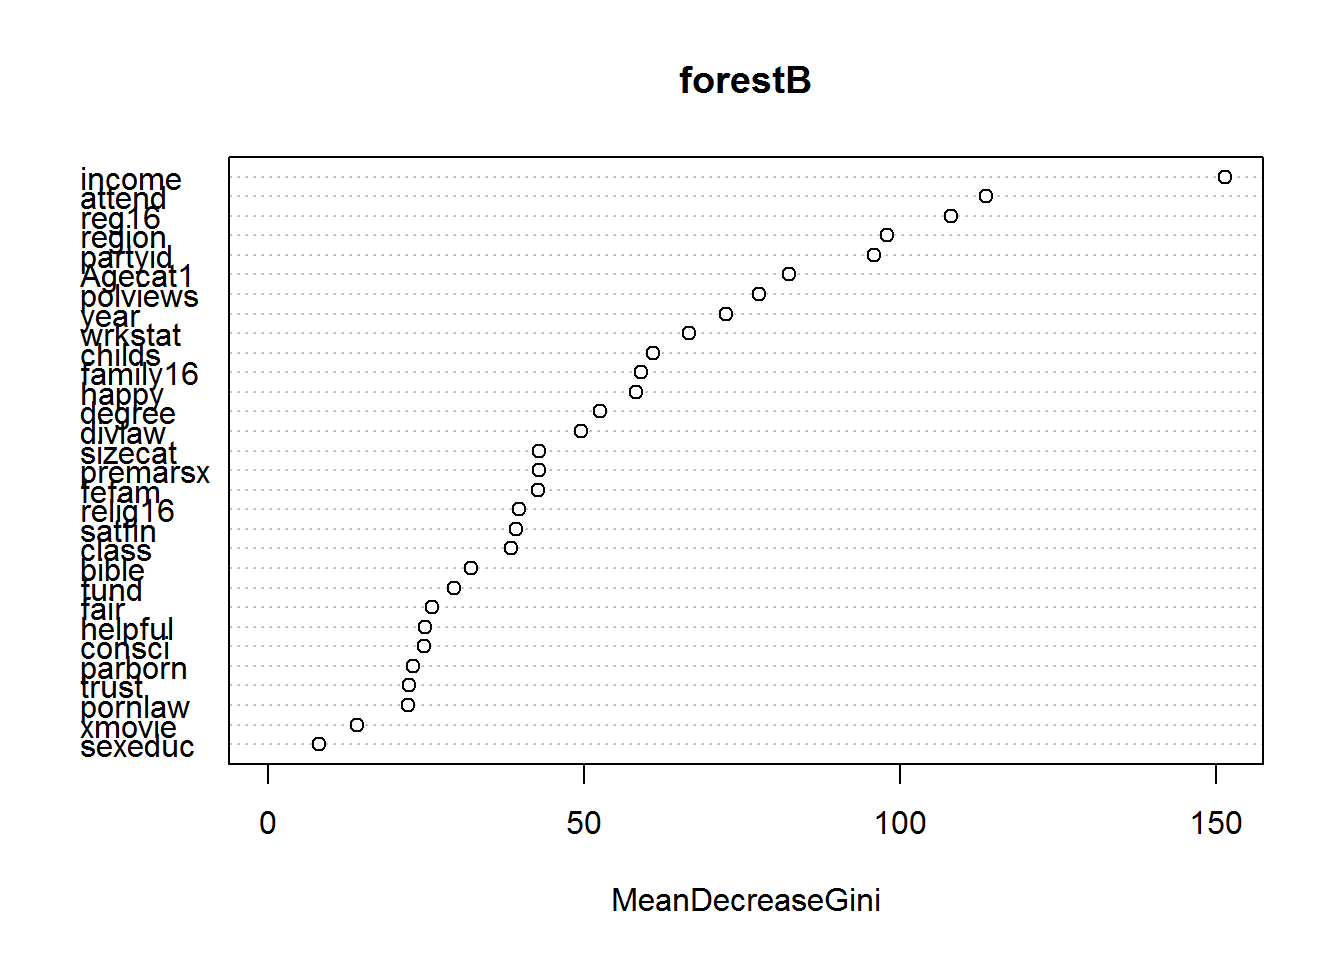 forestB
income
attend
reg16
region
partyid
Agecat1
polviews
year
wrkstat
childs
family16
happy
degree
divlaw
sizecat
premarsx
fefam
relig16
satfin
class
bible
fund
fair
helpful
consci
parborn
trust
pornlaw
xmovie
sexeduc
0 50 100 150
MeanDecreaseGini